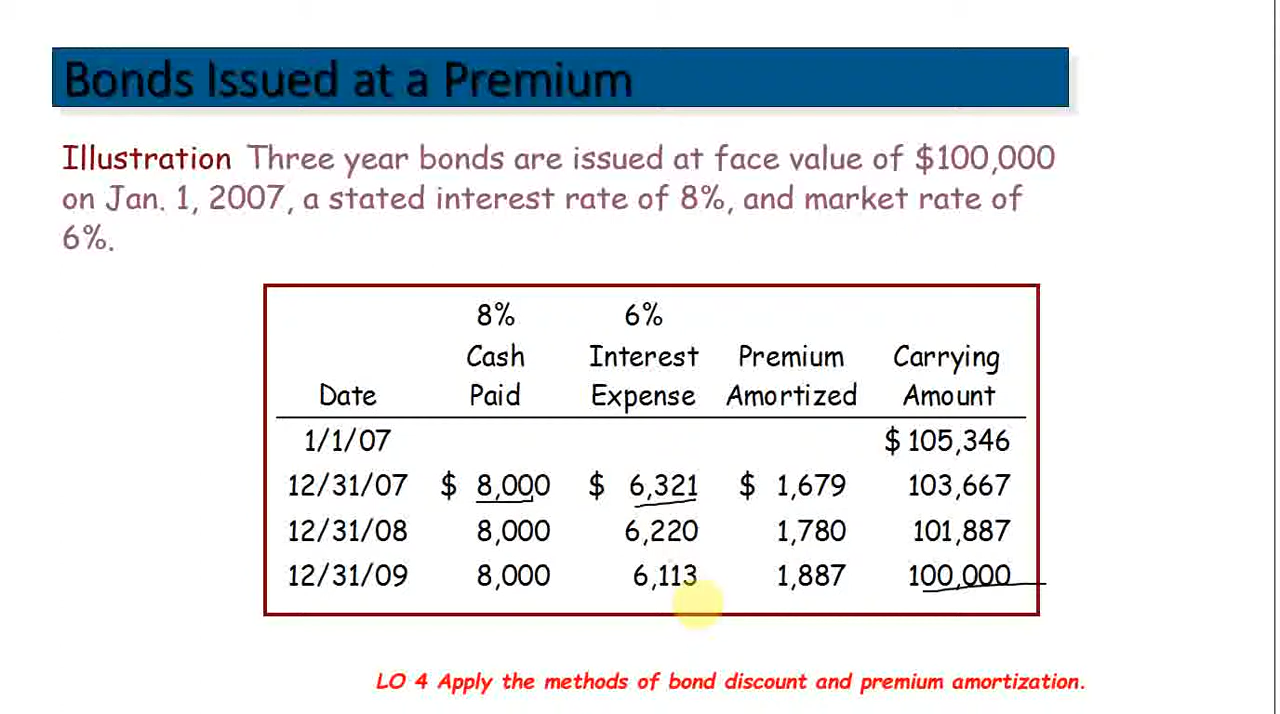 Bonds Issued at a Premium
Illustration Three year bonds are issued at face value of $100,000
on Jan. 1, 2007, a stated interest rate of 8%, and market rate of
6%.
8% 6%
Cash Interest Premium Carrying
Date Paid Expense Amortized Amount
1/1/07 $ 105,346
12/31/07 $ 8,000 $ 6,321 $ 1,679 103,667
12/31/08 8,000 6,220 1,780 101,887
12/31/09 8,000 6,113 1,887 100,000
LO 4 Apply the methods of bond discount and premium amortization.